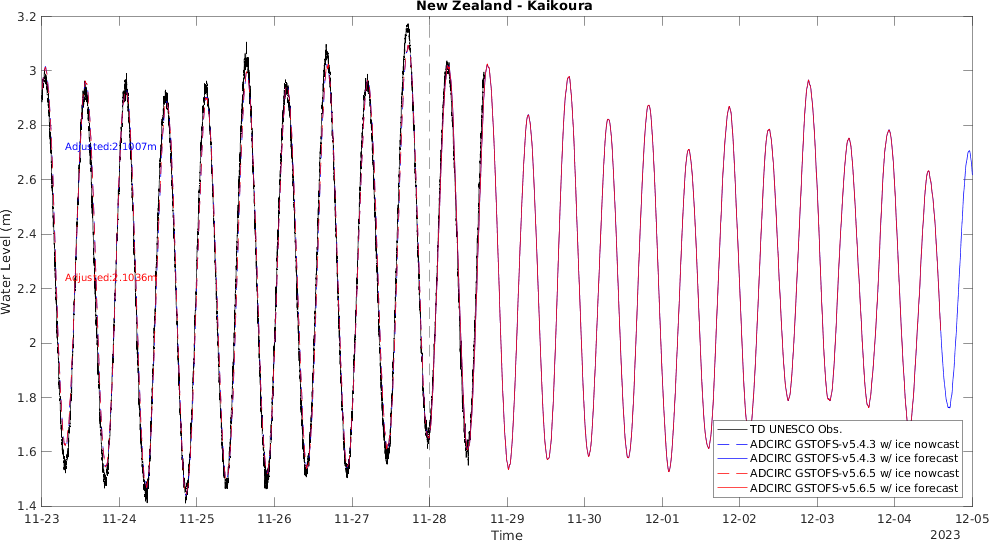 New Zealand - Kaikoura
3.2
3
2.8
2.6
2.4
2.2
2
1.8
1.6
1.4
Water Level (m)
Adjusted:2.1007m
Adjusted:2.1036m
TD UNESCO Obs.
ADCIRC GSTOFS-v5.4.3 w/ ice nowcast
ADCIRC GSTOFS-v5.4.3 w/ ice forecast
ADCIRC GSTOFS-v5.6.5 w/ ice nowcast
ADCIRC GSTOFS-v5.6.5 w/ ice forecast
11-23 11-24 11-25 11-26 11-27 11-28 11-29 11-30 12-01 12-02 12-03 12-04 12-05
Time
2023